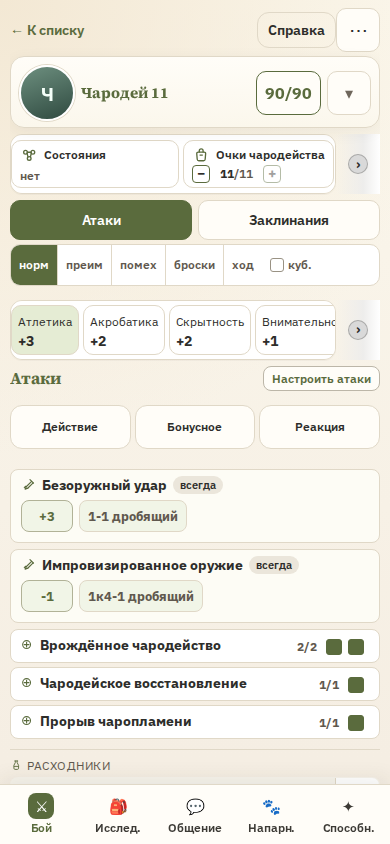 ← К списку
Справка
...
Ч
Чародей 11
90/90
▾
Состояния
нет
Очки чародейства
− 11/11 +
›
Атаки
Заклинания
норм преим помех броски ход куб.
Атлетика
+3
Акробатика
+2
Скрытность
+2
Внимательно
+1
›
Атаки
Настроить атаки
Действие
Бонусное
Реакция
Безоружный удар всегда
+3 1-1 дробящий
Импровизированное оружие всегда
-1 1к4-1 дробящий
Врождённое чародейство 2/2
Чародейское восстановление 1/1
Прорыв чаропламени 1/1
РАСХОДНИКИ
Бой
Исслед.
Общение
Напарн.
Способн.